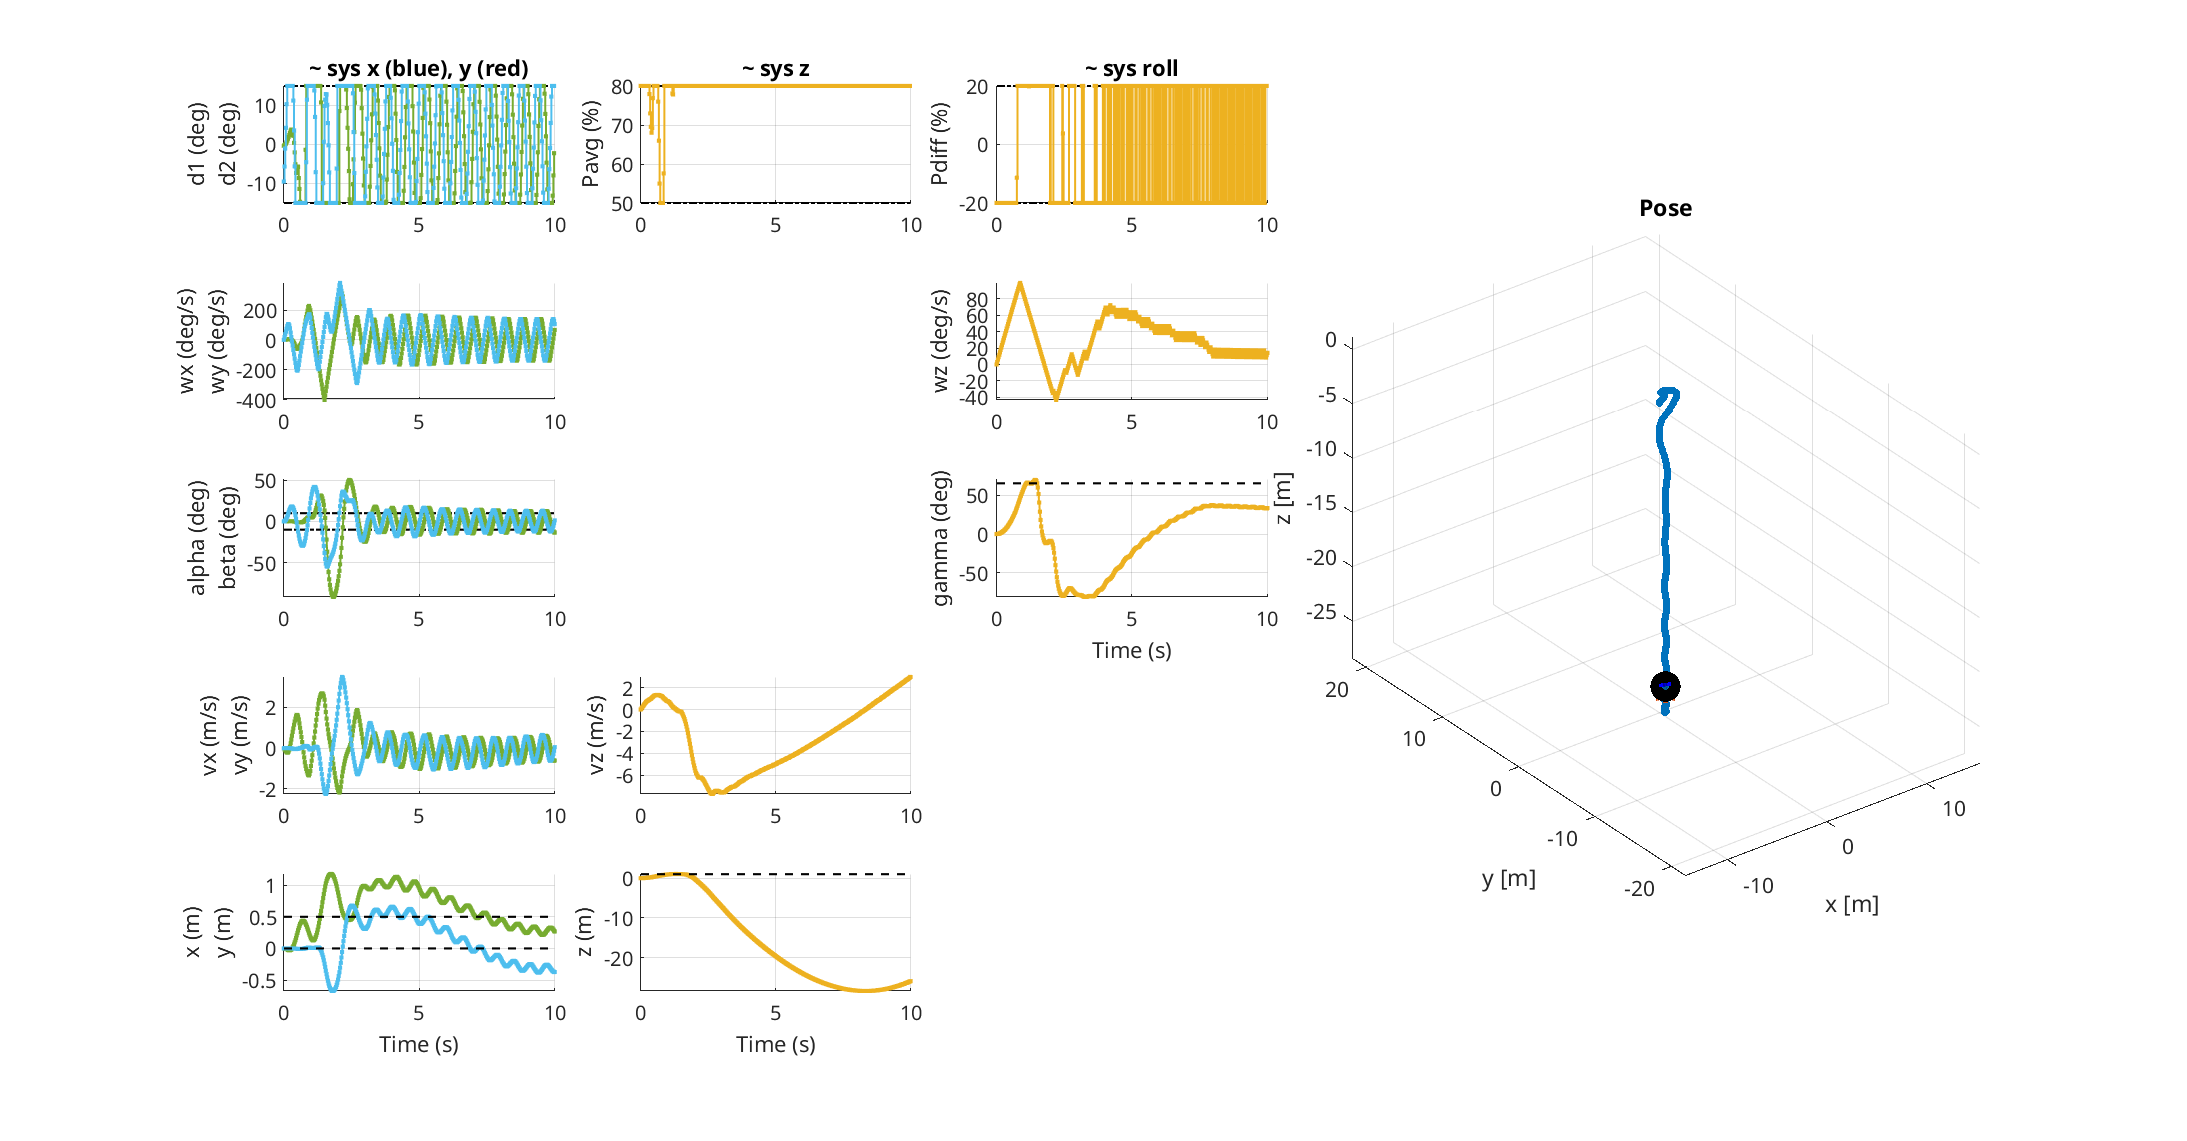 ~ sys x (blue), y (red)
d1 (deg)
d2 (deg)
10
0
-10
0 5 10
~ sys z
Pavg (%)
80
70
60
50
0 5 10
~ sys roll
Pdiff (%)
20
0
-20
0 5 10
wx (deg/s)
wy (deg/s)
200
0
-200
-400
0 5 10
wz (deg/s)
80
60
40
20
0
-20
-40
0 5 10
alpha (deg)
beta (deg)
50
0
-50
0 5 10
gamma (deg)
50
0
-50
0 5 10
Time (s)
vx (m/s)
vy (m/s)
2
0
-2
0 5 10
vz (m/s)
2
0
-2
-4
-6
0 5 10
x (m)
y (m)
1
0.5
0
-0.5
0 5 10
Time (s)
z (m)
0
-10
-20
0 5 10
Time (s)
Pose
z [m]
0
-5
-10
-15
-20
-25
20
10
0
-10
-20
y [m]
-10
0
10
x [m]